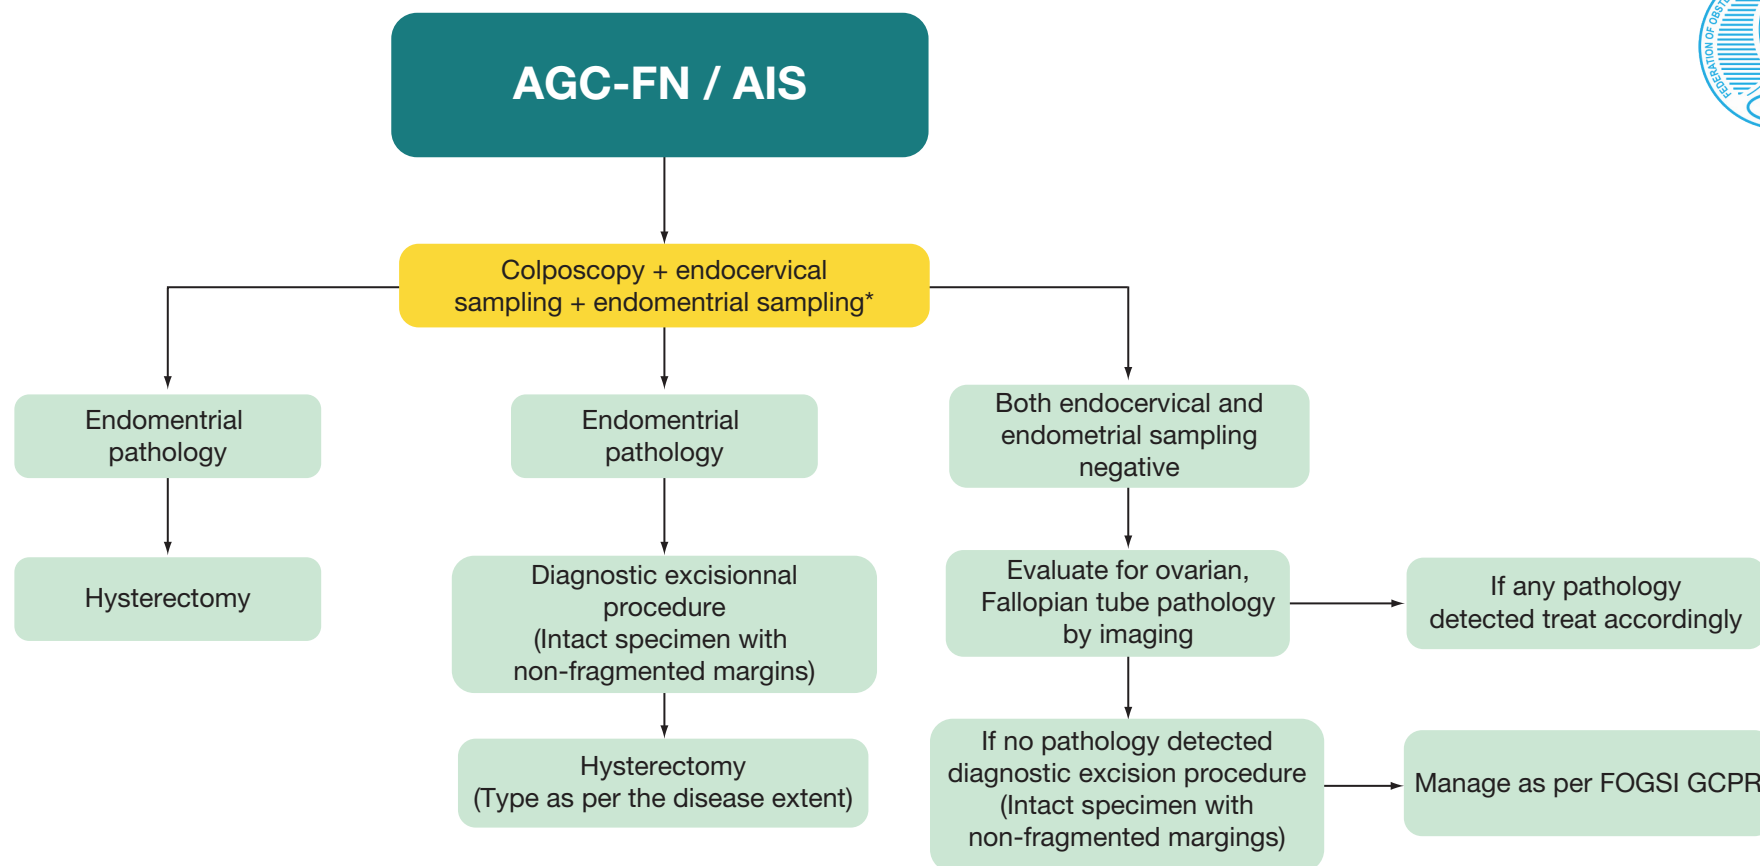 FEDERATION OF OBSTE
AGC-FN / AIS
Colposcopy + endocervical
sampling + endomentrial sampling*
Endomentrial
pathology
Endomentrial
pathology
Both endocervical and
endometrial sampling
negative
Hysterectomy
Diagnostic excisionnal
procedure
(Intact specimen with
non-fragmented margins)
Evaluate for ovarian,
Fallopian tube pathology
by imaging
If any pathology
detected treat accordingly
Hysterectomy
(Type as per the disease extent)
If no pathology detected
diagnostic excision procedure
(Intact specimen with
non-fragmented margings)
Manage as per FOGSI GCPR